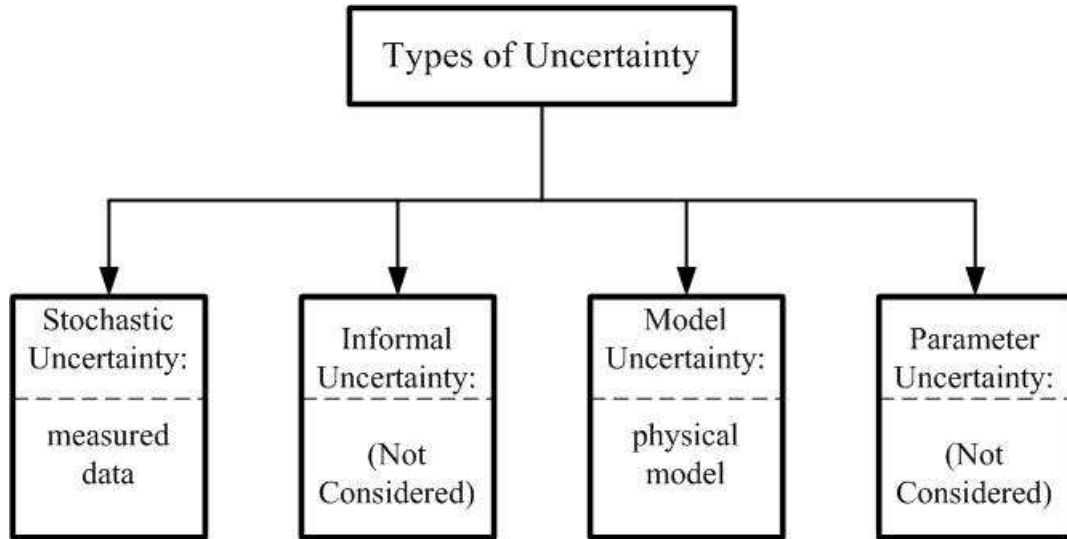 Types of Uncertainty
Stochastic
Uncertainty:
measured
data
Informal
Uncertainty:
(Not
Considered)
Model
Uncertainty:
physical
model
Parameter
Uncertainty:
(Not
Considered)